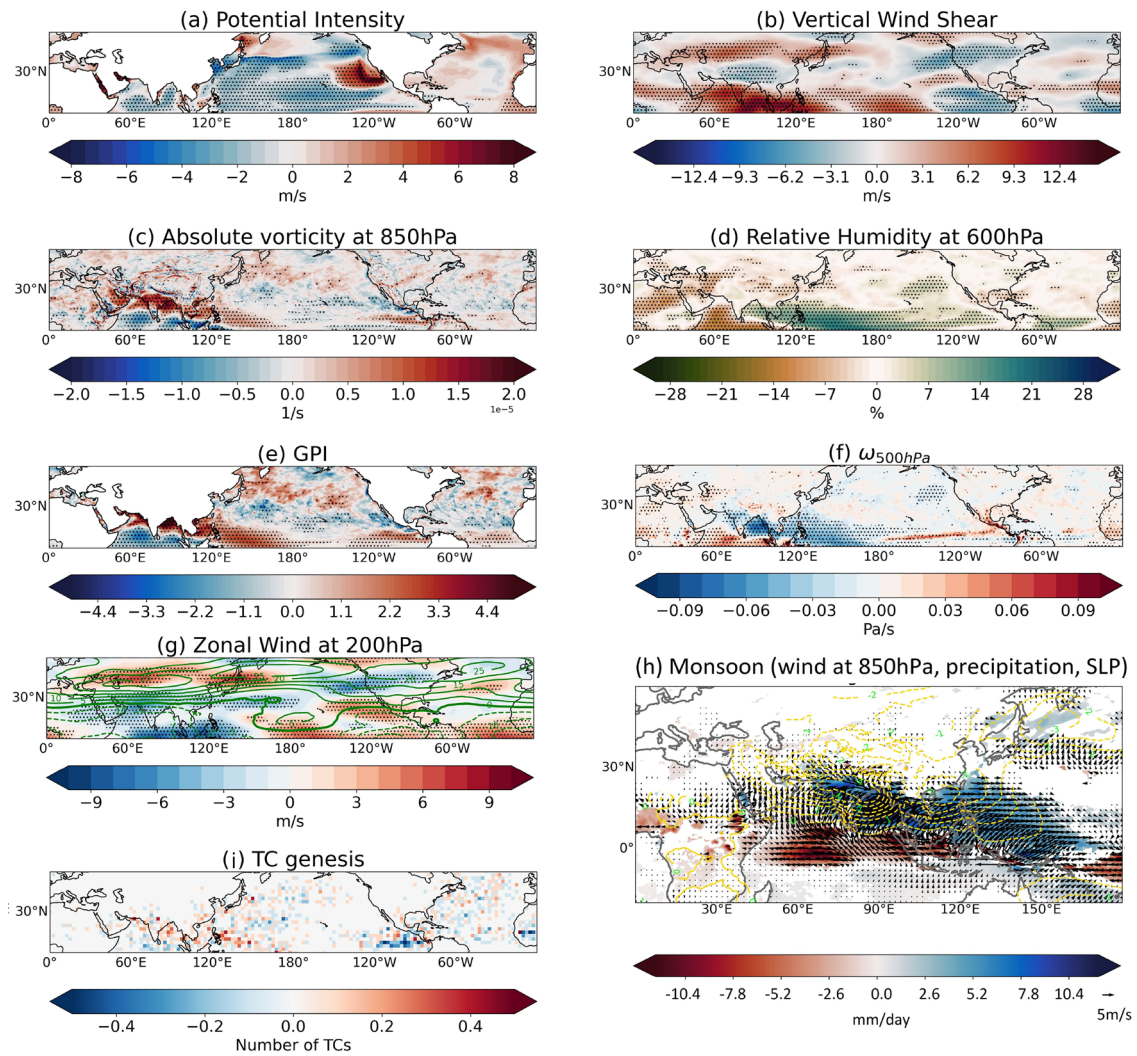 (a) Potential Intensity
30°N
60°E 120°E 180° 120°W 60°W
−8 −6 −4 −2 0 2 4 6 8
m/s
(b) Vertical Wind Shear
30°N
0° 60°E 120°E 180° 120°W 60°W 0°
−12.4 −9.3 −6.2 −3.1 0.0 3.1 6.2 9.3 12.4
m/s
(c) Absolute vorticity at 850hPa
30°N
60°E 120°E 180° 120°W 60°W
−2.0 −1.5 −1.0 −0.5 0.0 0.5 1.0 1.5 2.0
1/s
1e−5
(d) Relative Humidity at 600hPa
30°N
0° 60°E 120°E 180° 120°W 60°W 0°
−28 −21 −14 −7 0 7 14 21 28
%
(e) GPI
30°N
0° 60°E 120°E 180° 120°W 60°W
−4.4 −3.3 −2.2 −1.1 0.0 1.1 2.2 3.3 4.4
(f) ω500hPa
30°N
0° 60°E 120°E 180° 120°W 60°W
−0.09 −0.06 −0.03 0.00 0.03 0.06 0.09
Pa/s
(g) Zonal Wind at 200hPa
30°N
0° 60°E 120°E 180° 120°W 60°W 0°
−9 −6 −3 0 3 6 9
m/s
(h) Monsoon (wind at 850hPa, precipitation, SLP)
30°N
0°
30°E 60°E 90°E 120°E 150°E
-10.4 -7.8 -5.2 -2.6 0.0 2.6 5.2 7.8 10.4
5m/s
mm/day
(i) TC genesis
30°N
0° 60°E 120°E 180° 120°W 60°W
−0.4 −0.2 0.0 0.2 0.4
Number of TCs